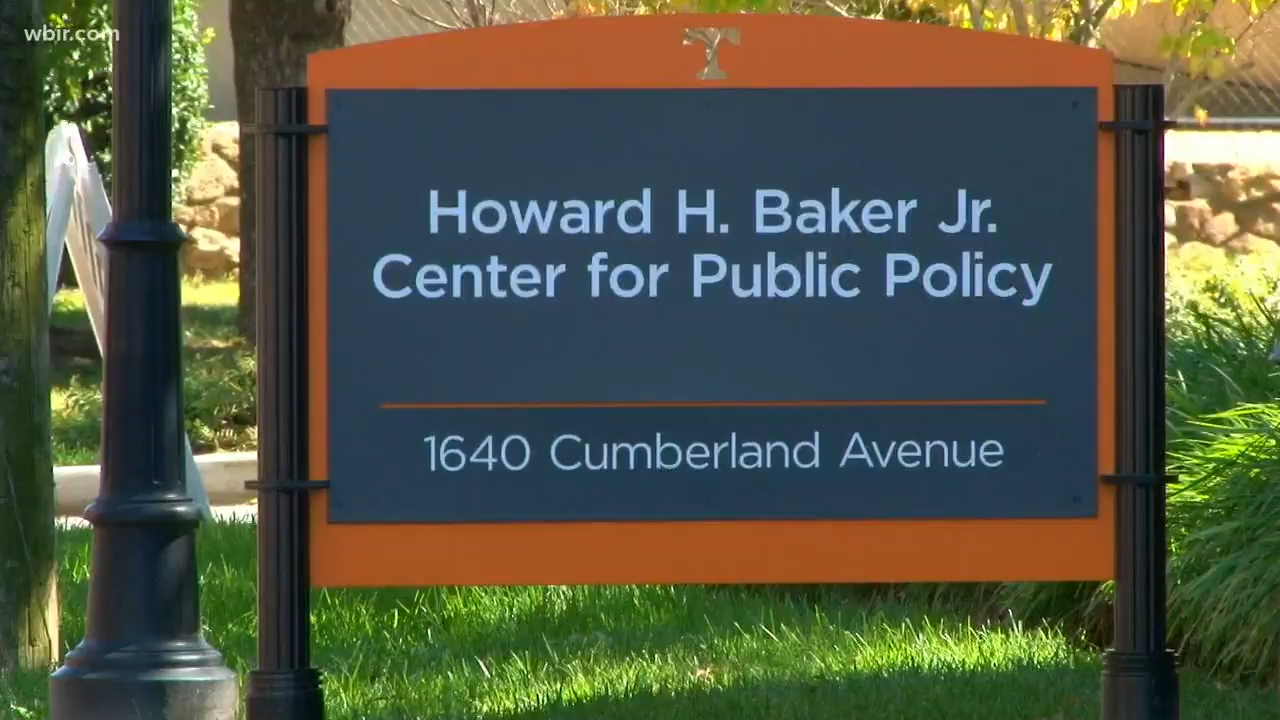 wbir.com
T
Howard H. Baker Jr.
Center for Public Policy
1640 Cumberland Avenue